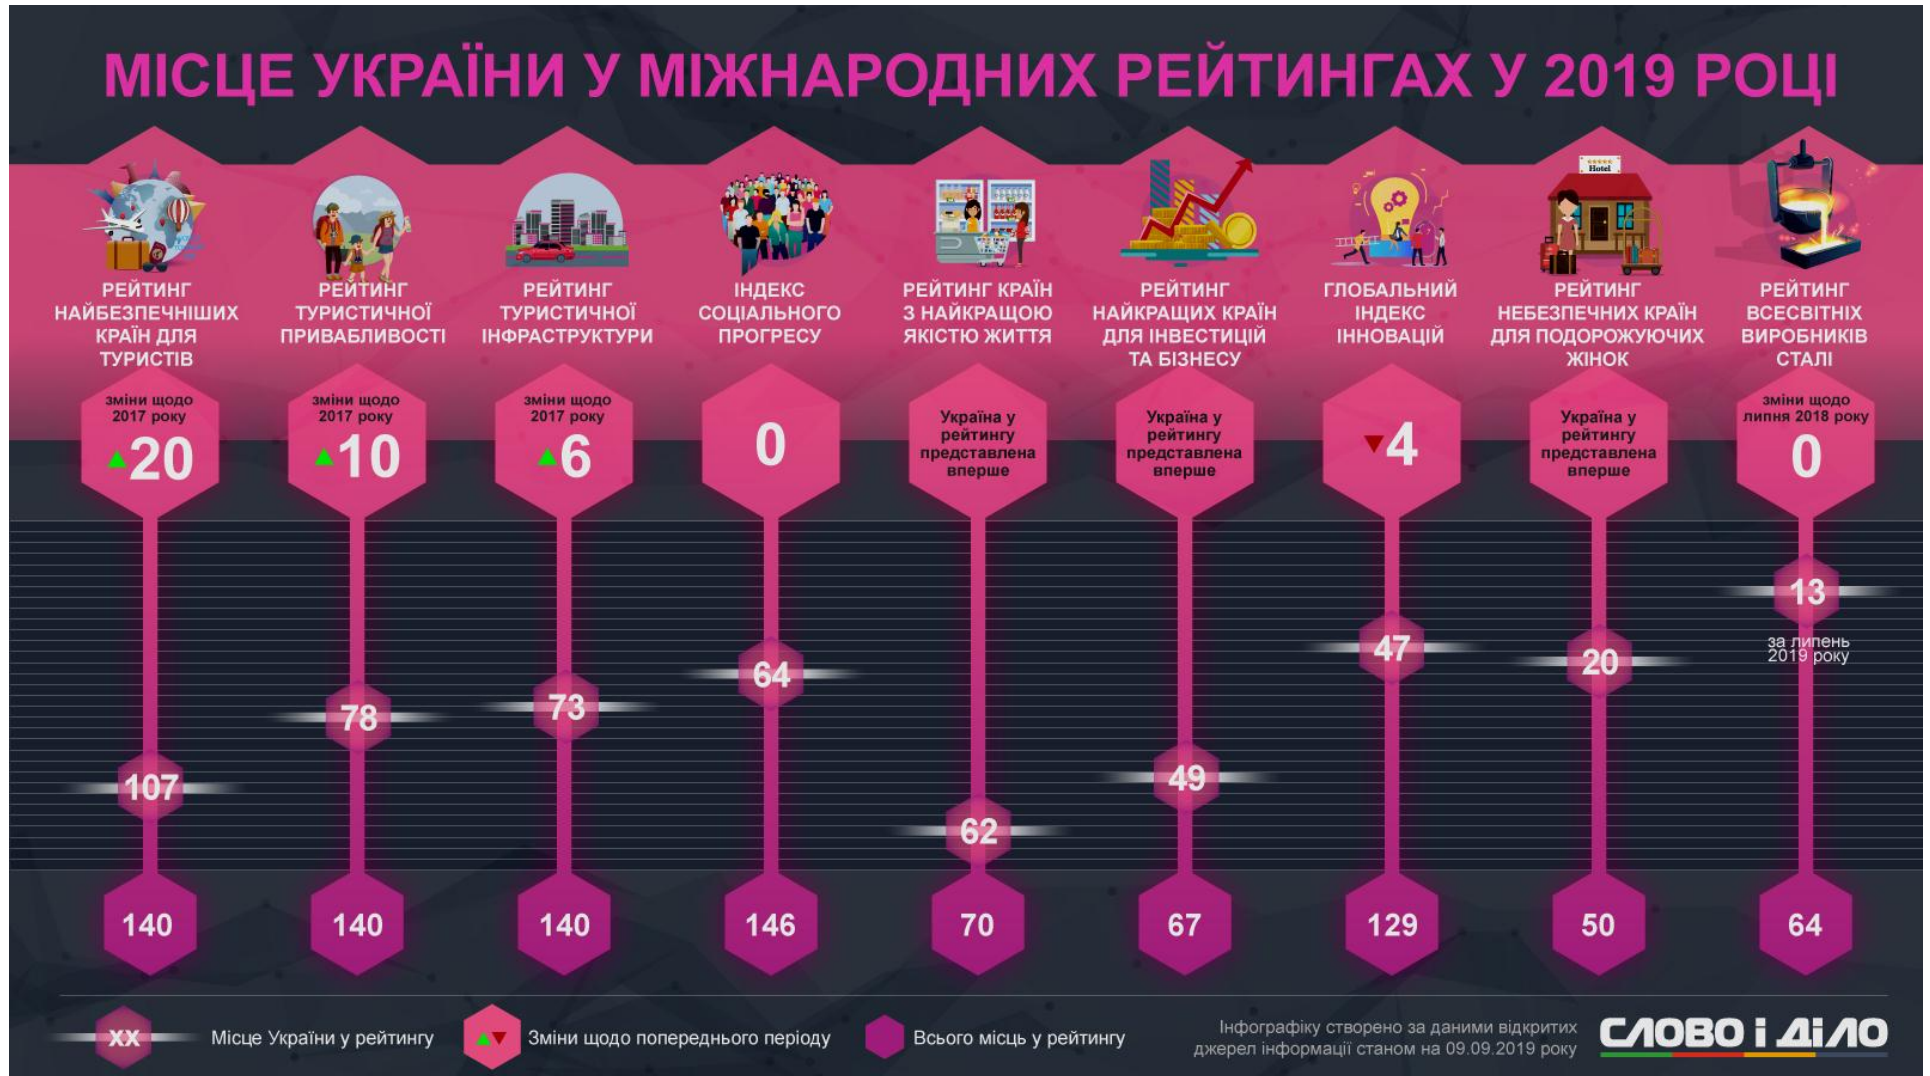 МІСЦЕ УКРАЇНИ У МІЖНАРОДНИХ РЕЙТИНГАХ У 2019 РОЦІ
РЕЙТИНГ
НАЙБЕЗПЕЧНІШИХ
КРАЇН ДЛЯ
ТУРИСТІВ
зміни щодо
2017 року
20
107
140
РЕЙТИНГ
ТУРИСТИЧНОЇ
ПРИВАБЛИВОСТІ
зміни щодо
2017 року
10
78
140
РЕЙТИНГ
ТУРИСТИЧНОЇ
ІНФРАСТРУКТУРИ
зміни щодо
2017 року
6
73
140
ІНДЕКС
СОЦІАЛЬНОГО
ПРОГРЕСУ
0
64
146
РЕЙТИНГ КРАЇН
З НАЙКРАЩОЮ
ЯКІСТЮ ЖИТТЯ
Україна у
рейтингу
представлена
вперше
62
70
РЕЙТИНГ
НАЙКРАЩИХ КРАЇН
ДЛЯ ІНВЕСТИЦІЙ
ТА БІЗНЕСУ
Україна у
рейтингу
представлена
вперше
49
67
ГЛОБАЛЬНИЙ
ІНДЕКС
ІННОВАЦІЙ
4
47
129
Hotel
РЕЙТИНГ
НЕБЕЗПЕЧНИХ КРАЇН
ДЛЯ ПОДОРОЖУЮЧИХ
ЖІНОК
Україна у
рейтингу
представлена
вперше
20
50
РЕЙТИНГ
ВСЕСВІТНІХ
ВИРОБНИКІВ
СТАЛІ
зміни щодо
липня 2018 року
0
13
за липень
2019 року
64
XX Місце України у рейтингу
Зміни щодо попереднього періоду
Всього місць у рейтингу
Інфографіку створено за даними відкритих
джерел інформації станом на 09.09.2019 року
СЛОВО і ДІЛО